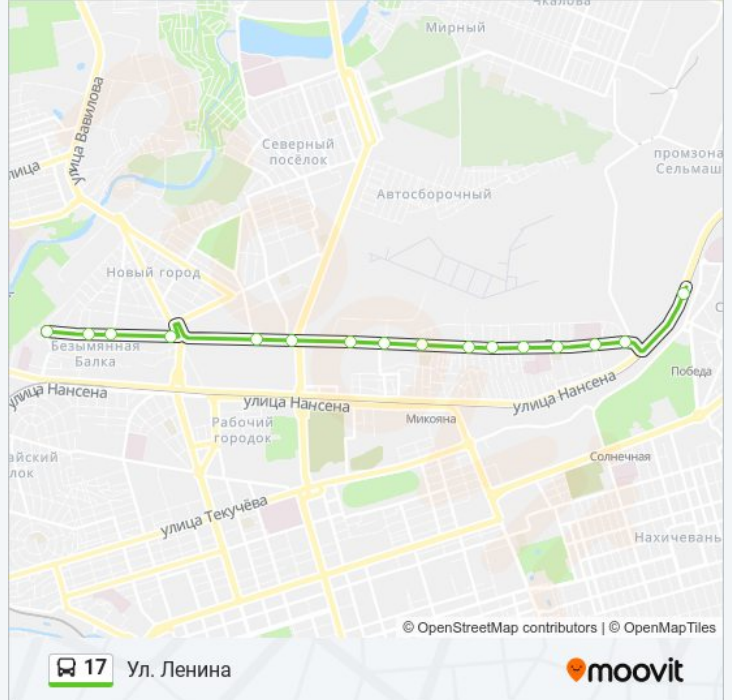 Чкалова
Мирный
улица Вавилова
Северный
посёлок
промзона
Сельмаш
лица
Автосборочный
Новый город
С
Безымянная
Балка
Победа
улица Нансена
улица Нансена
улица Нансена
Рабочий
городок
Микояна
айский
лок
Солнечная
улица Текучёва
Нахичевань
© OpenStreetMap contributors | © OpenMapTiles
17 Ул. Ленина
moovit